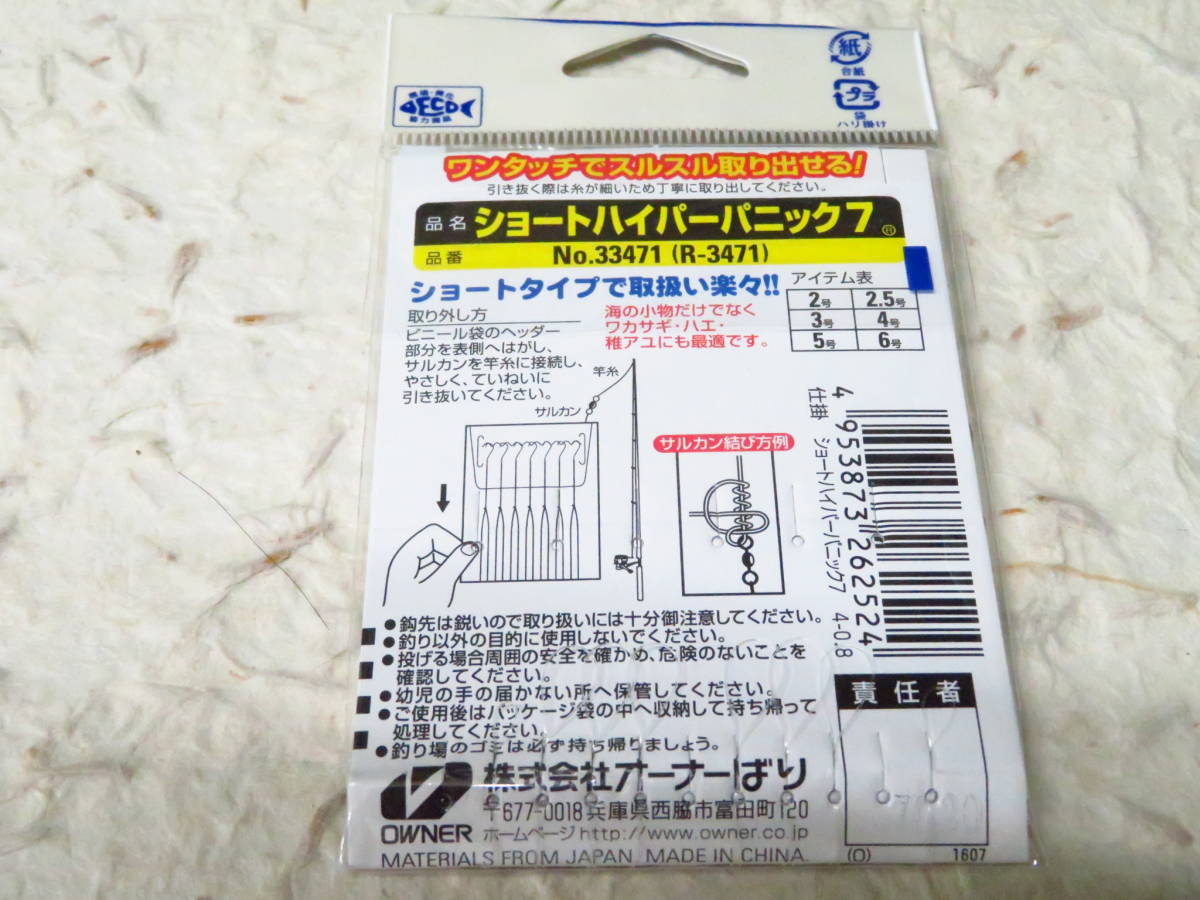 紙
台紙
プラ
袋
ハリ掛け
ECO
ワンタッチでスルスル取り出せる!
引き抜く際は糸が細いため丁寧に取り出してください。
品名 ショートハイパーパニック7®
品番 No.33471 (R-3471)
ショートタイプで取扱い楽々!!
取り外し方
ビニール袋のヘッダー
部分を表側へはがし、
サルカンを竿糸に接続し、
やさしく、ていねいに
引き抜いてください。
海の小物だけでなく
ワカサギ・ハエ・
稚アユにも最適です。
アイテム表
2号 2.5号
3号 4号
5号 6号
竿糸
サルカン
サルカン結び方例
4 953873 262524
仕掛 ショートハイパーパニック7 4-0.8
●鈎先は鋭いので取り扱いには十分御注意してください。
●釣り以外の目的に使用しないでください。
●投げる場合周囲の安全を確かめ、危険のないことを
確認してください。
●幼児の手の届かない所へ保管してください。
●ご使用後はパッケージ袋の中へ収納して持ち帰って
処理してください。
●釣り場のゴミは必ず持ち帰りましょう。
責任者
OWNER
株式会社オーナーばり
〒677-0018 兵庫県西脇市富田町120
ホームページ http://www.owner.co.jp
MATERIALS FROM JAPAN. MADE IN CHINA.
(O) 1607